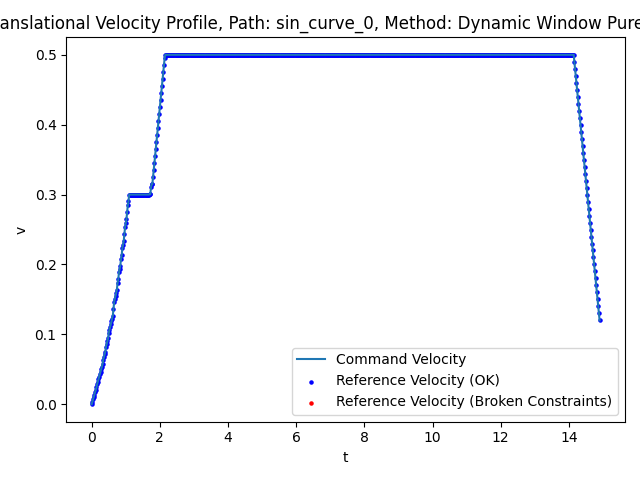 anslational Velocity Profile, Path: sin_curve_0, Method: Dynamic Window Pure
0.5
0.4
0.3
0.2
0.1
0.0
v
Command Velocity
Reference Velocity (OK)
Reference Velocity (Broken Constraints)
0 2 4 6 8 10 12 14
t